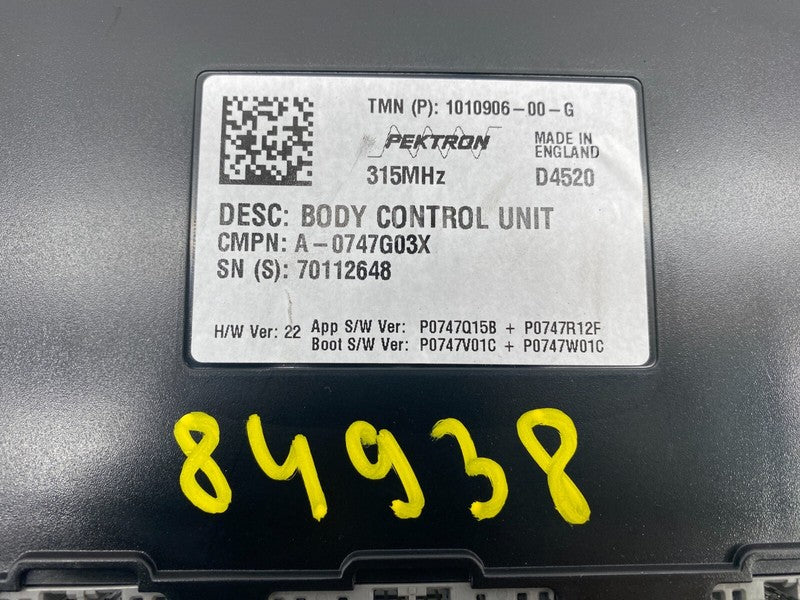 TMN (P): 1010906-00-G
PEKTRON
MADE IN
ENGLAND
315MHz
D4520
DESC: BODY CONTROL UNIT
CMPN: A-0747G03X
SN (S): 70112648
H/W Ver: 22 App S/W Ver: P0747Q15B + P0747R12F
Boot S/W Ver: P0747V01C + P0747W01C
84938